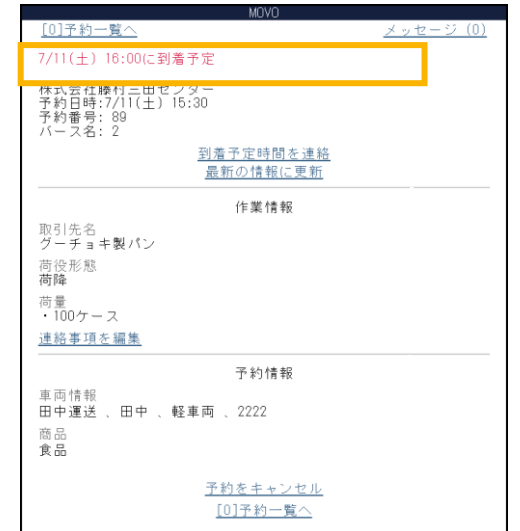 MOVO
[0]予約一覧へ メッセージ (0)
7/11(土) 16:00に到着予定
株式会社藤村三田センター
予約日時:7/11(土) 15:30
予約番号: 89
バース名: 2
到着予定時間を連絡
最新の情報に更新
作業情報
取引先名
グーチョキ製パン
荷役形態
荷降
荷量
・100ケース
連絡事項を編集
予約情報
車両情報
田中運送 、田中 、軽車両 、2222
商品
食品
予約をキャンセル
[0]予約一覧へ